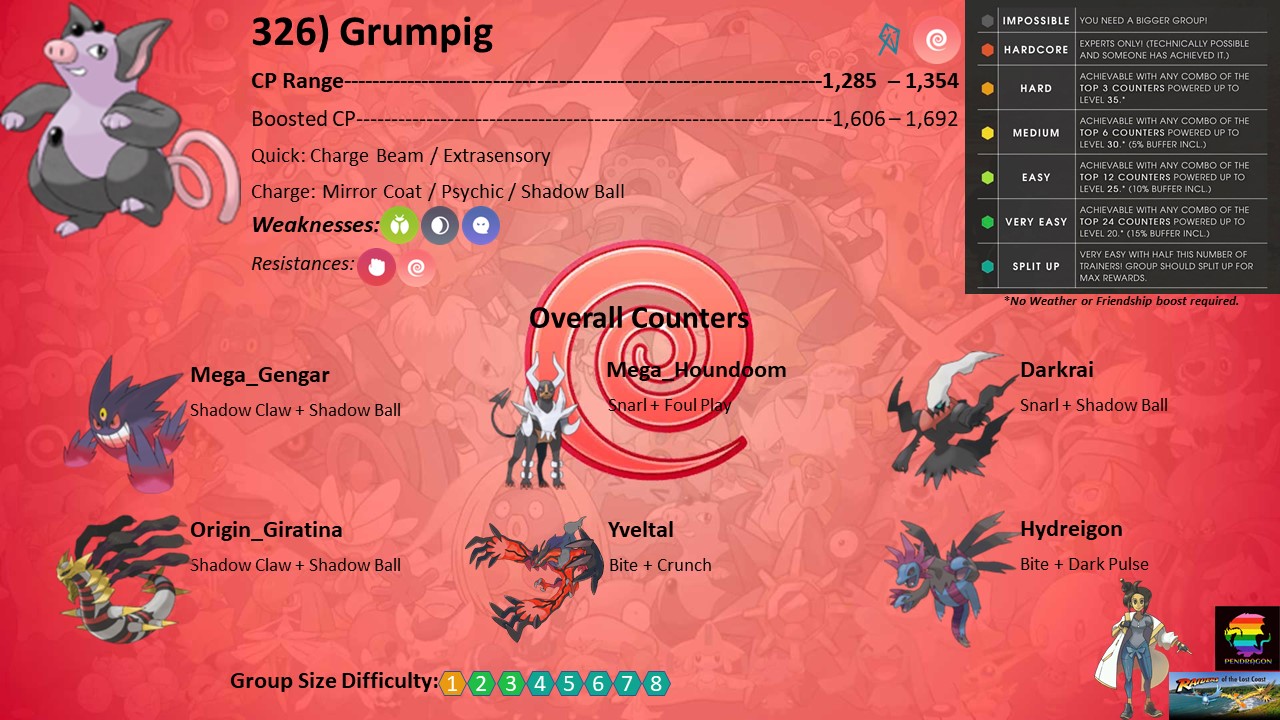 326) Grumpig
CP Range--------------------------------------------------------------------1,285 – 1,354
Boosted CP--------------------------------------------------------------------1,606 – 1,692
Quick: Charge Beam / Extrasensory
Charge: Mirror Coat / Psychic / Shadow Ball
Weaknesses:
Resistances:
IMPOSSIBLE YOU NEED A BIGGER GROUP!
HARDCORE EXPERTS ONLY! (TECHNICALLY POSSIBLE
AND SOMEONE HAS ACHIEVED IT.)
HARD ACHIEVABLE WITH ANY COMBO OF THE
TOP 3 COUNTERS POWERED UP TO
LEVEL 35.*
MEDIUM ACHIEVABLE WITH ANY COMBO OF THE
TOP 6 COUNTERS POWERED UP TO
LEVEL 30.* (5% BUFFER INCL.)
EASY ACHIEVABLE WITH ANY COMBO OF THE
TOP 12 COUNTERS POWERED UP TO
LEVEL 25.* (10% BUFFER INCL.)
VERY EASY ACHIEVABLE WITH ANY COMBO OF THE
TOP 24 COUNTERS POWERED UP TO
LEVEL 20.* (15% BUFFER INCL.)
SPLIT UP VERY EASY WITH HALF THIS NUMBER OF
TRAINERS! GROUP SHOULD SPLIT UP FOR
MAX REWARDS.
*No Weather or Friendship boost required.
Overall Counters
Mega_Gengar
Shadow Claw + Shadow Ball
Mega_Houndoom
Snarl + Foul Play
Darkrai
Snarl + Shadow Ball
Origin_Giratina
Shadow Claw + Shadow Ball
Yveltal
Bite + Crunch
Hydreigon
Bite + Dark Pulse
Group Size Difficulty: 1 2 3 4 5 6 7 8
PENDRAGON
RAIDERS of the Lost Coast